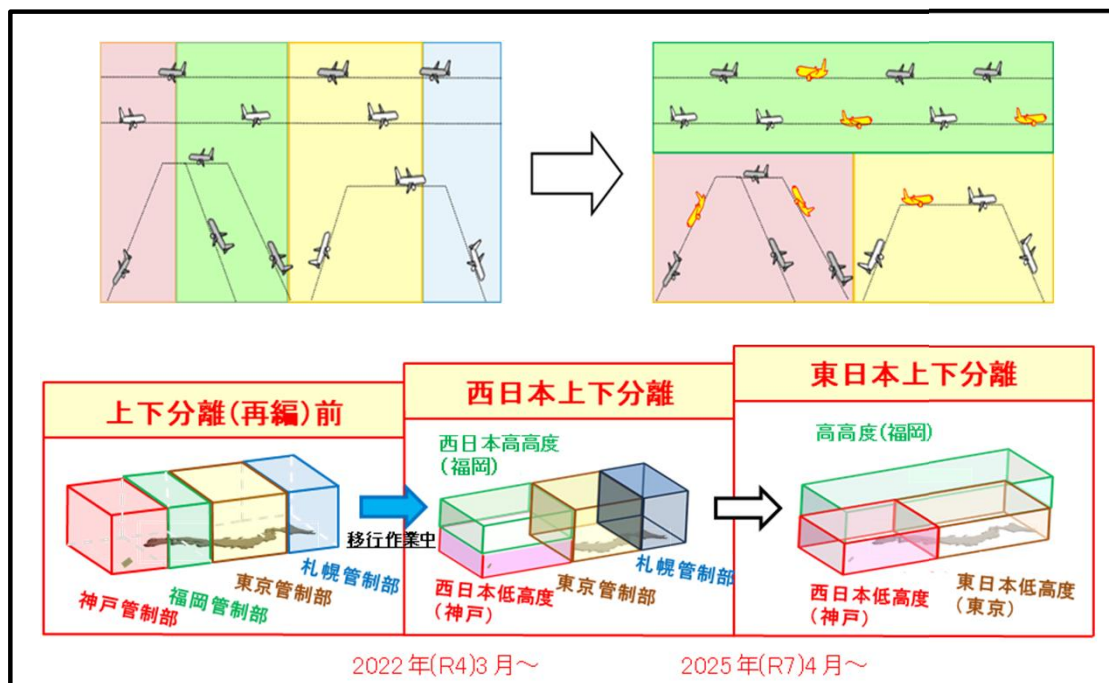 上下分離(再編)前
神戸管制部
福岡管制部
東京管制部
札幌管制部
移行作業中
西日本上下分離
西日本高高度
(福岡)
西日本低高度
(神戸)
東京管制部
札幌管制部
東日本上下分離
高高度(福岡)
西日本低高度
(神戸)
東日本低高度
(東京)
2022年(R4)3月～
2025年(R7)4月～